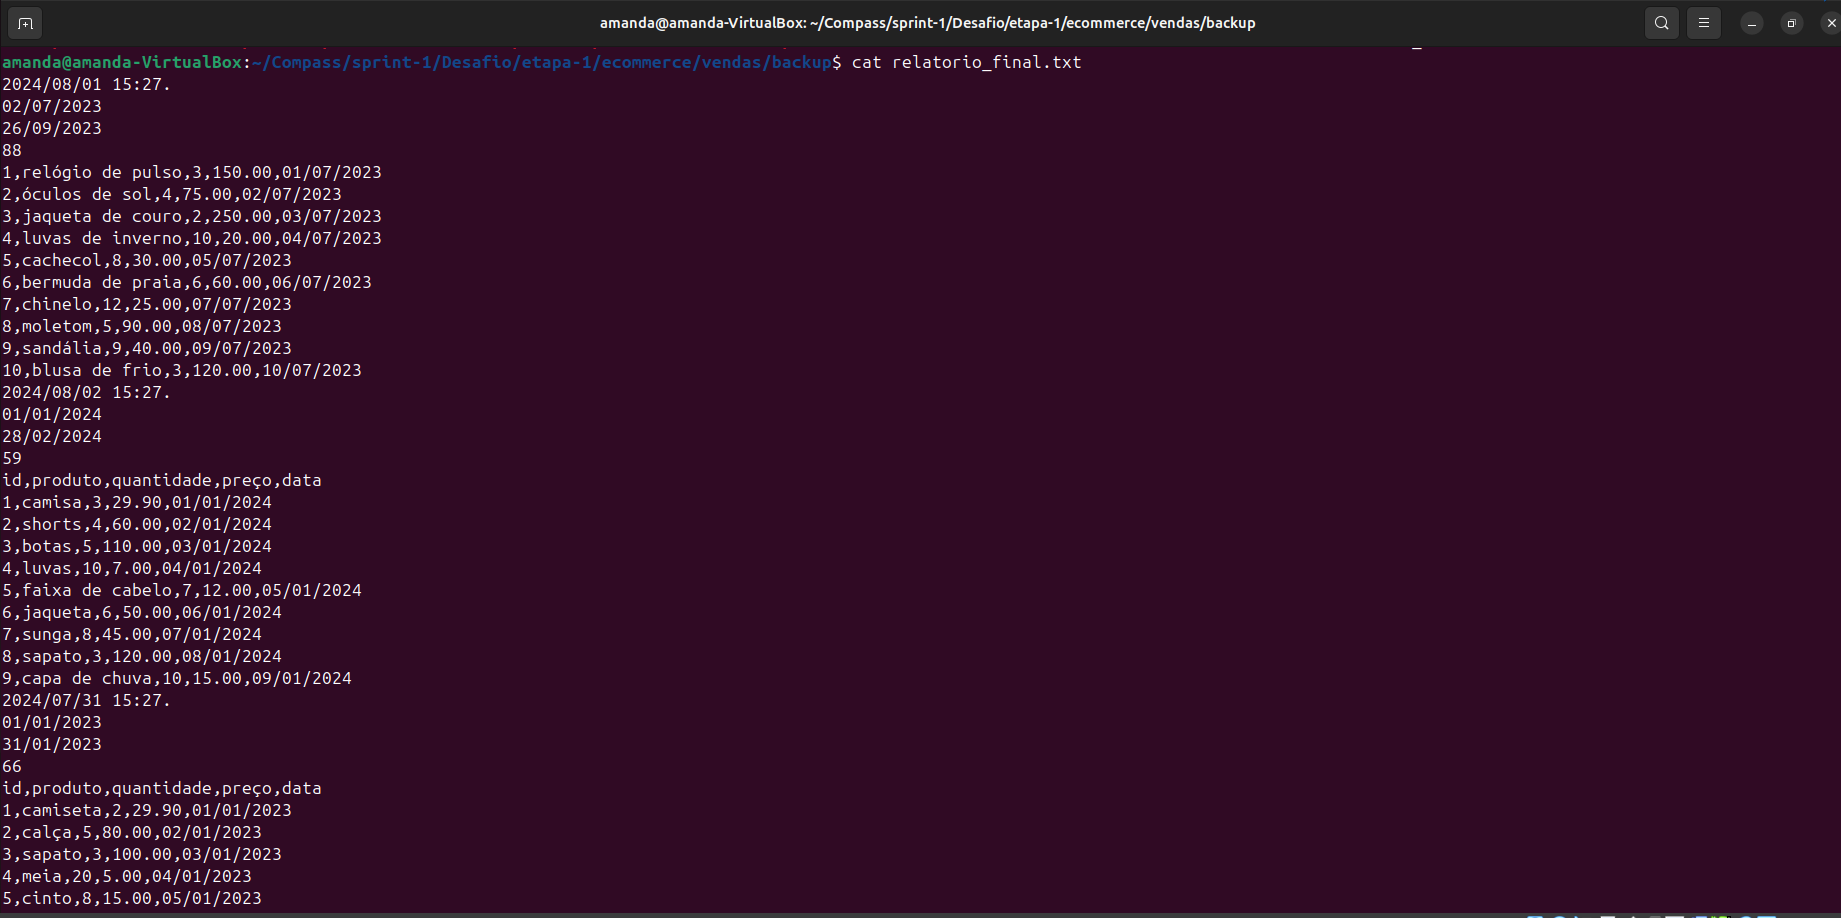 amanda@amanda-VirtualBox: ~/Compass/sprint-1/Desafio/etapa-1/ecommerce/vendas/backup
amanda@amanda-VirtualBox:~/Compass/sprint-1/Desafio/etapa-1/ecommerce/vendas/backup$ cat relatorio_final.txt
2024/08/01 15:27.
02/07/2023
26/09/2023
88
1,relógio de pulso,3,150.00,01/07/2023
2,óculos de sol,4,75.00,02/07/2023
3,jaqueta de couro,2,250.00,03/07/2023
4,luvas de inverno,10,20.00,04/07/2023
5,cachecol,8,30.00,05/07/2023
6,bermuda de praia,6,60.00,06/07/2023
7,chinelo,12,25.00,07/07/2023
8,moletom,5,90.00,08/07/2023
9,sandália,9,40.00,09/07/2023
10,blusa de frio,3,120.00,10/07/2023
2024/08/02 15:27.
01/01/2024
28/02/2024
59
id,produto,quantidade,preço,data
1,camisa,3,29.90,01/01/2024
2,shorts,4,60.00,02/01/2024
3,botas,5,110.00,03/01/2024
4,luvas,10,7.00,04/01/2024
5,faixa de cabelo,7,12.00,05/01/2024
6,jaqueta,6,50.00,06/01/2024
7,sunga,8,45.00,07/01/2024
8,sapato,3,120.00,08/01/2024
9,capa de chuva,10,15.00,09/01/2024
2024/07/31 15:27.
01/01/2023
31/01/2023
66
id,produto,quantidade,preço,data
1,camiseta,2,29.90,01/01/2023
2,calça,5,80.00,02/01/2023
3,sapato,3,100.00,03/01/2023
4,meia,20,5.00,04/01/2023
5,cinto,8,15.00,05/01/2023